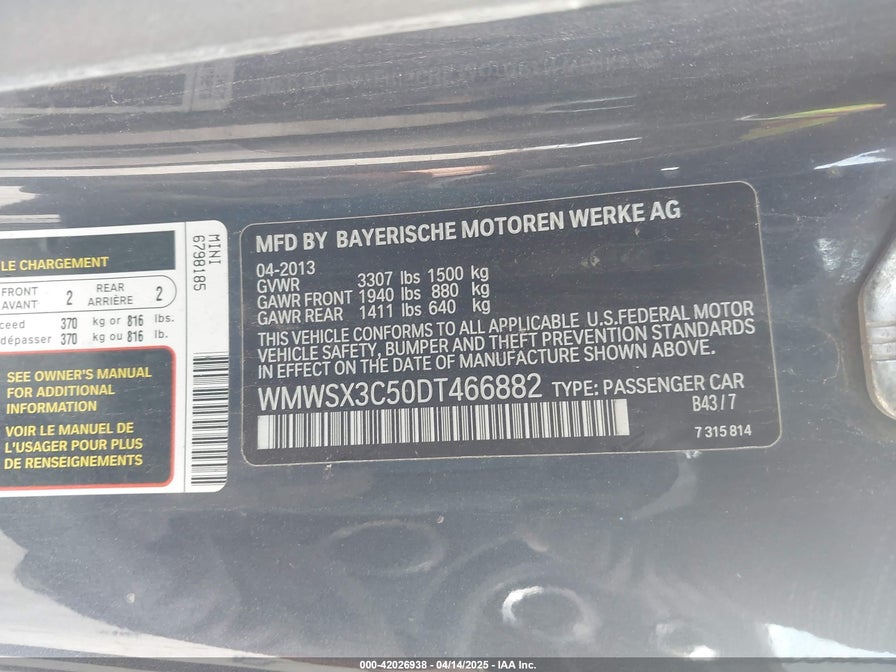 LE CHARGEMENT
FRONT
AVANT
2
REAR
ARRIÈRE
2
ceed 370 kg or 816 lbs.
dépasser 370 kg ou 816 lb.
SEE OWNER'S MANUAL
FOR ADDITIONAL
INFORMATION
VOIR LE MANUEL DE
L'USAGER POUR PLUS
DE RENSEIGNEMENTS
MINI
6798185
MFD BY BAYERISCHE MOTOREN WERKE AG
04-2013
GVWR 3307 lbs 1500 kg
GAWR FRONT 1940 lbs 880 kg
GAWR REAR 1411 lbs 640 kg
THIS VEHICLE CONFORMS TO ALL APPLICABLE U.S.FEDERAL MOTOR
VEHICLE SAFETY, BUMPER AND THEFT PREVENTION STANDARDS
IN EFFECT ON THE DATE OF MANUFACTURE SHOWN ABOVE.
WMWSX3C50DT466882 TYPE: PASSENGER CAR
B43/7
7 315 814
000-42026938 - 04/14/2025 - IAA Inc.